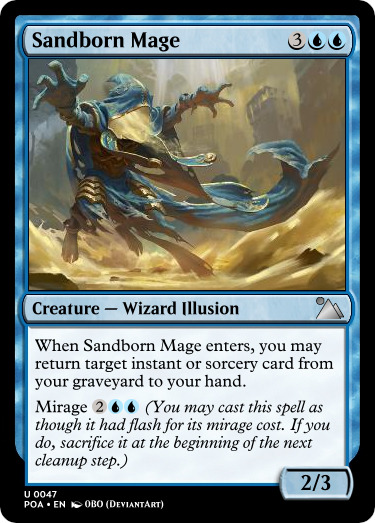 Sandborn Mage 3
Creature — Wizard Illusion
When Sandborn Mage enters, you may
return target instant or sorcery card from
your graveyard to your hand.
Mirage 2 (You may cast this spell as
though it had flash for its mirage cost. If you
do, sacrifice it at the beginning of the next
cleanup step.)
2/3
U 0047
POA • EN OBO (DeviantArt)